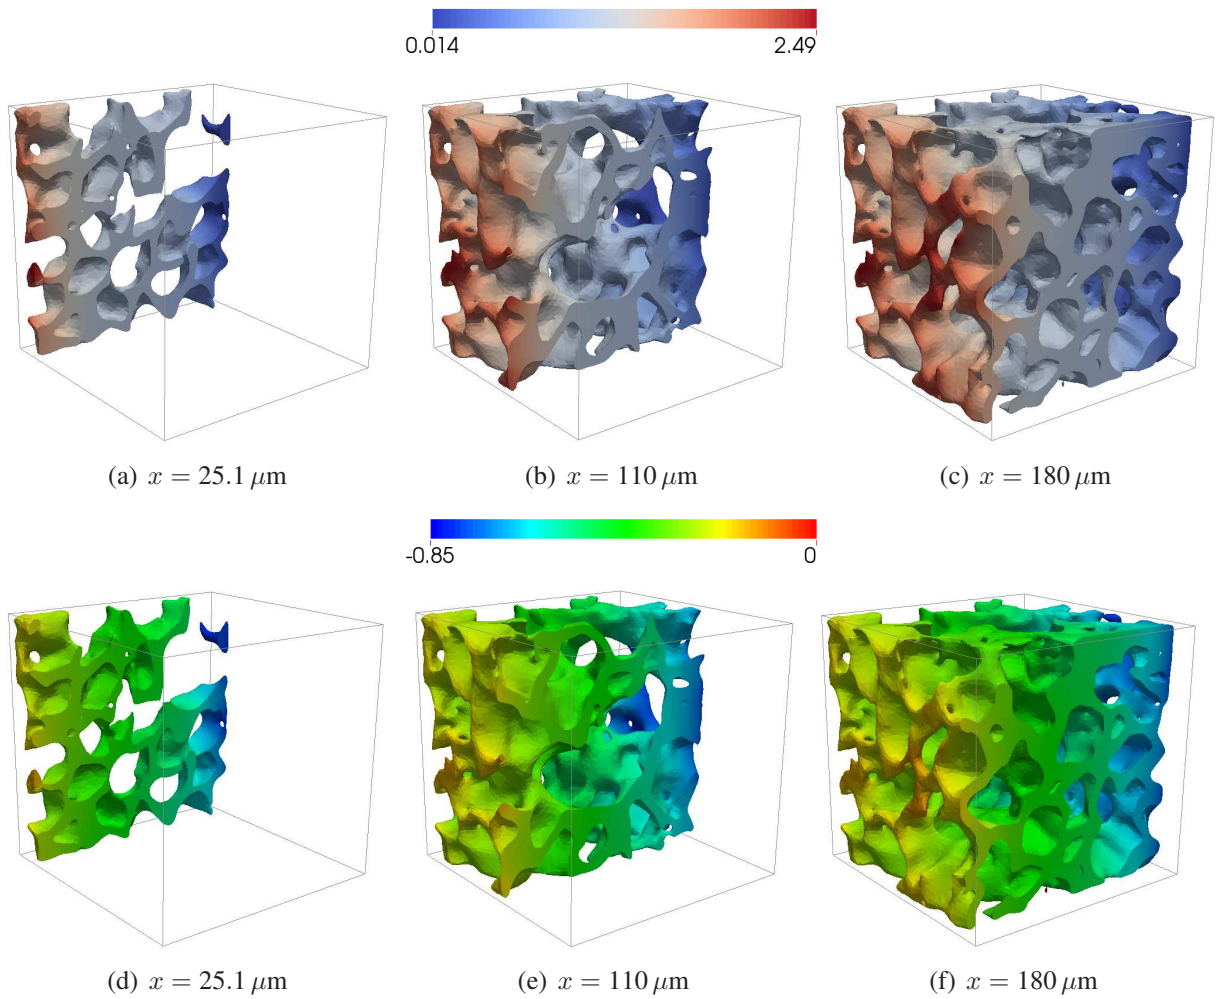 0.014 2.49
(a) x = 25.1 μm (b) x = 110 μm (c) x = 180 μm
-0.85 0
(d) x = 25.1 μm (e) x = 110 μm (f) x = 180 μm